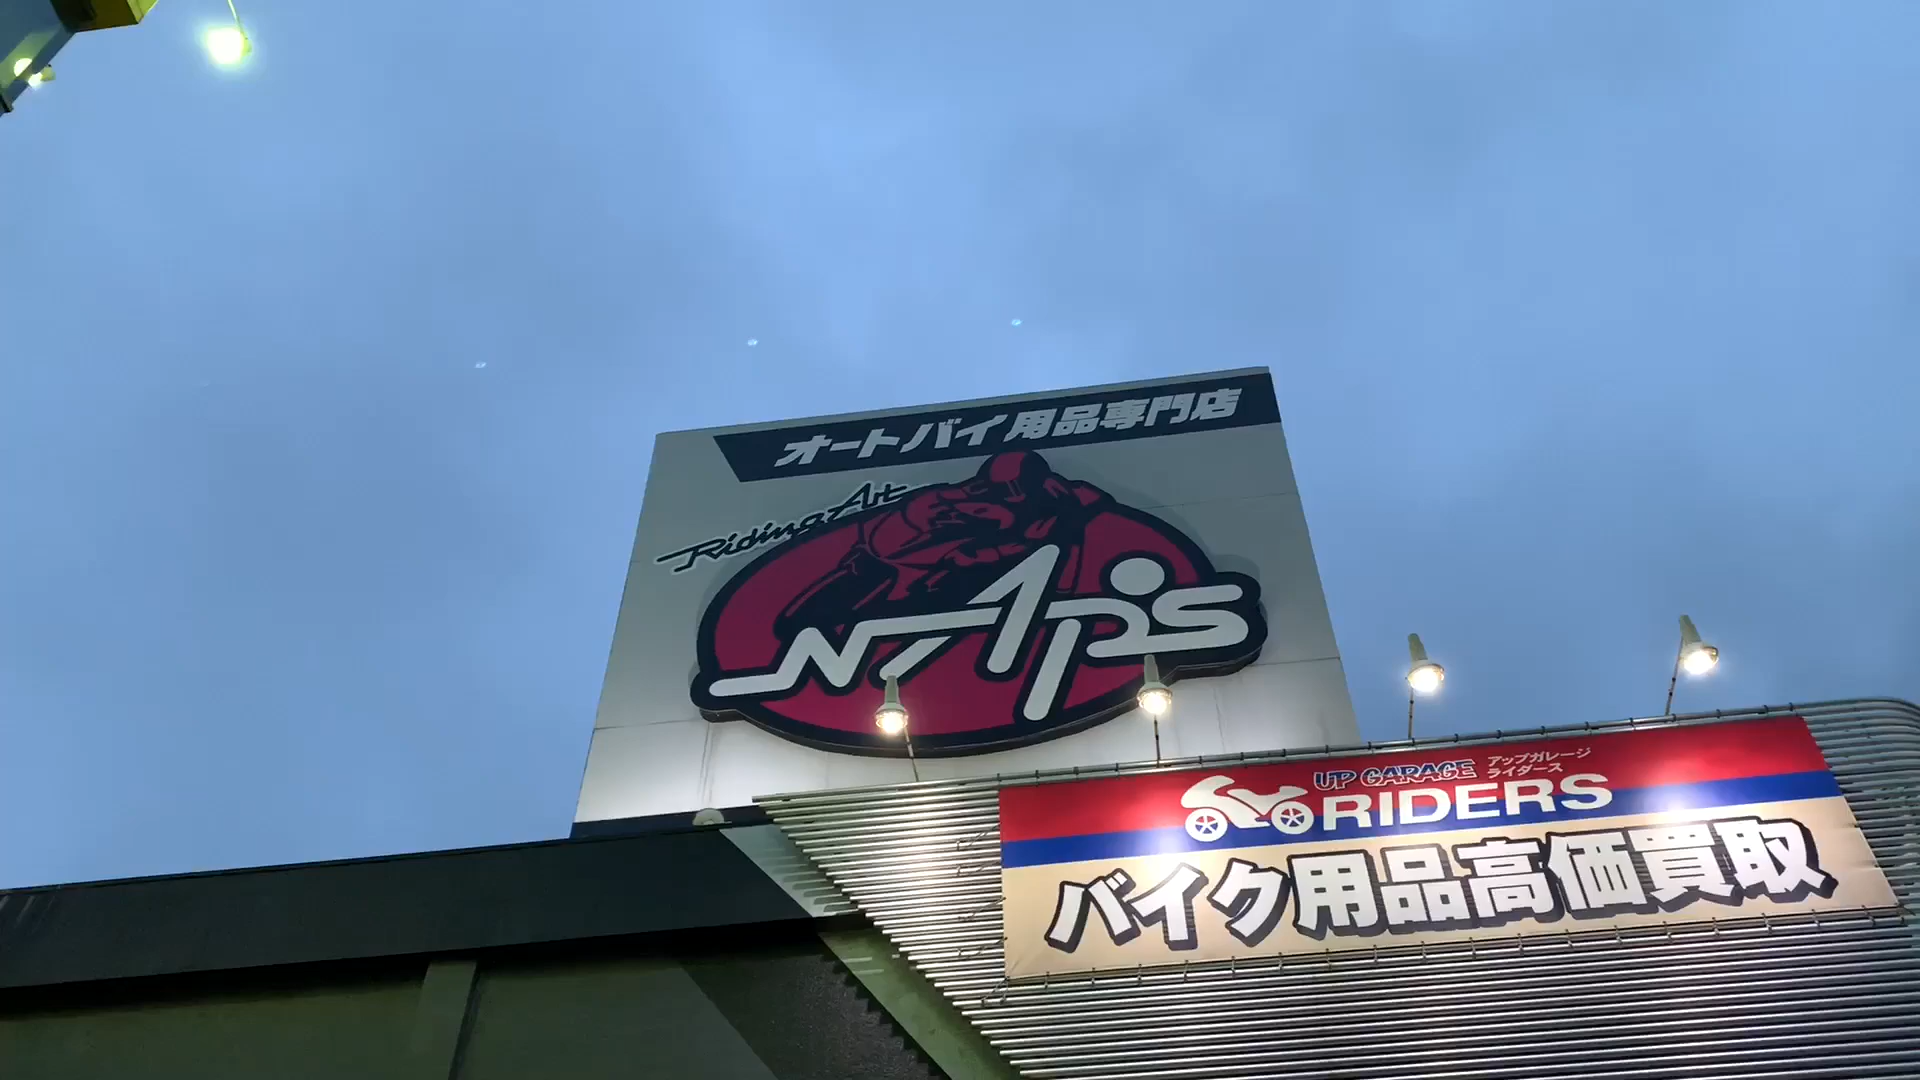 オートバイ用品専門店
Riding Art
NAPS
UP GARAGE
アップガレージ
ライダース
RIDERS
バイク用品高価買取